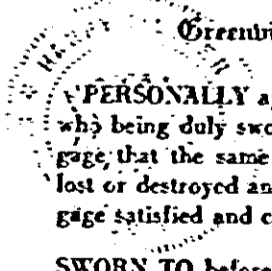 Greenvi
PERSONALLY a
who being duly swo
gage, that the same
lost or destroyed an
gage satisfied and c
SWORN TO before